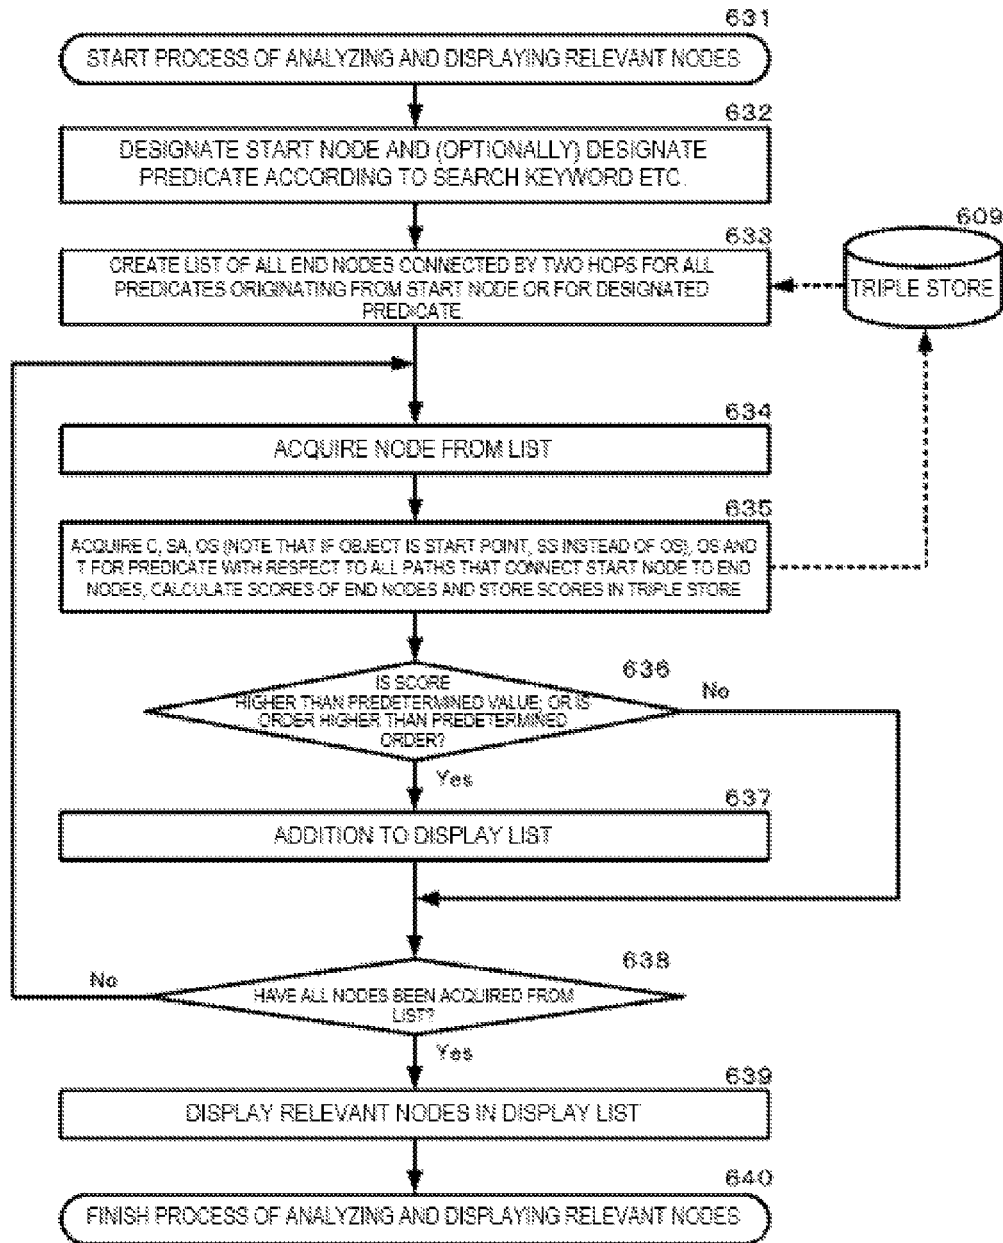 631
START PROCESS OF ANALYZING AND DISPLAYING RELEVANT NODES
632
DESIGNATE START NODE AND (OPTIONALLY) DESIGNATE
PREDICATE ACCORDING TO SEARCH KEYWORD ETC.
633
CREATE LIST OF ALL END NODES CONNECTED BY TWO HOPS FOR ALL
PREDICATES ORIGINATING FROM START NODE OR FOR DESIGNATED
PREDICATE.
609
TRIPLE STORE
634
ACQUIRE NODE FROM LIST
635
ACQUIRE C, SA, OS (NOTE THAT IF OBJECT IS START POINT, SS INSTEAD OF OS), OS AND
T FOR PREDICATE WITH RESPECT TO ALL PATHS THAT CONNECT START NODE TO END
NODES, CALCULATE SCORES OF END NODES AND STORE SCORES IN TRIPLE STORE
636
IS SCORE
HIGHER THAN PREDETERMINED VALUE; OR IS
ORDER HIGHER THAN PREDETERMINED
ORDER?
No
Yes
637
ADDITION TO DISPLAY LIST
638
No
HAVE ALL NODES BEEN ACQUIRED FROM
LIST?
Yes
639
DISPLAY RELEVANT NODES IN DISPLAY LIST
640
FINISH PROCESS OF ANALYZING AND DISPLAYING RELEVANT NODES